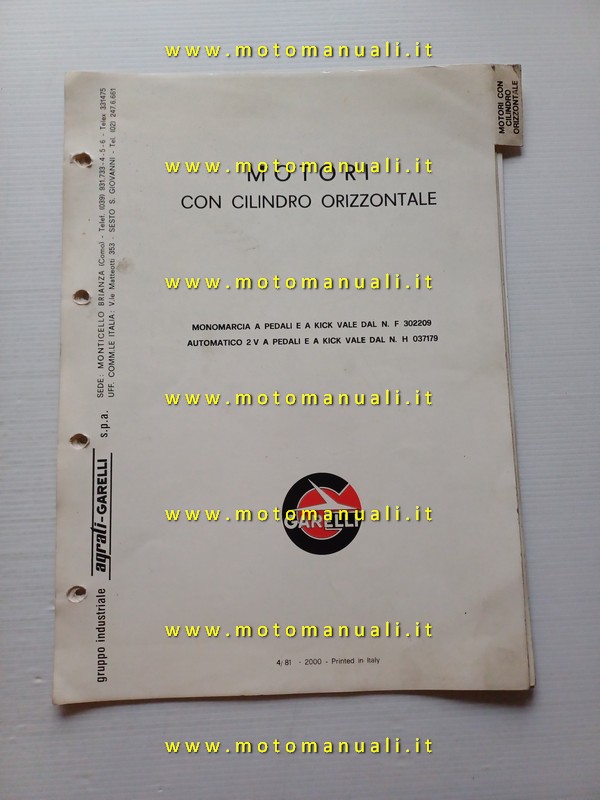 www.motomanuali.it
MOTORI CON
CILINDRO
ORIZZONTALE
MOTORI
www.motomanuali.it
CON CILINDRO ORIZZONTALE
www.motomanuali.it
MONOMARCIA A PEDALI E A KICK VALE DAL N. F 302209
AUTOMATICO 2 V A PEDALI E A KICK VALE DAL N. H 037179
www.motomanuali.it
GARELLI
www.motomanuali.it
www.motomanuali.it
4/81 - 2000 - Printed in Italy
www.motomanuali.it
gruppo industriale agrati-GARELLI s.p.a.
SEDE: MONTICELLO BRIANZA (Como) - Telef. (039) 931.733-4-5-6 - Telex 331475
UFF. COMM.LE ITALIA: V.le Matteotti 353 - SESTO S. GIOVANNI - Tel. (02) 247.6.661